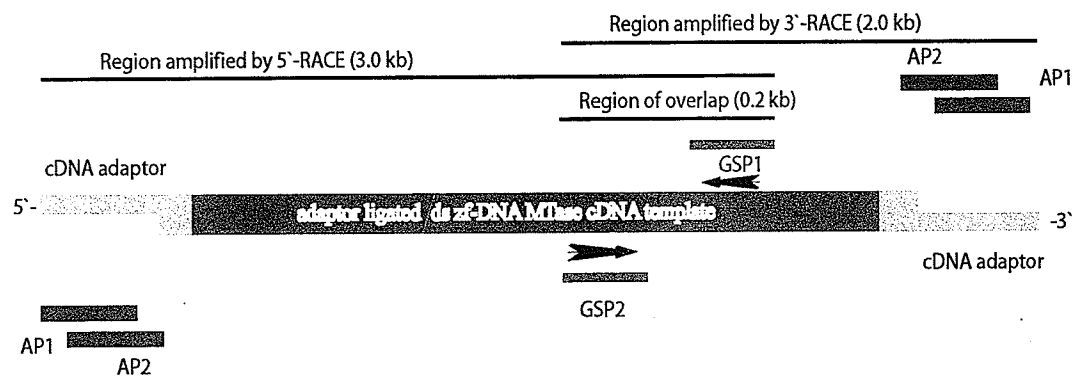 Region amplified by 3`-RACE (2.0 kb)
Region amplified by 5`-RACE (3.0 kb)
AP2
AP1
Region of overlap (0.2 kb)
cDNA adaptor
GSP1
5`-
adaptor ligated ds zf-DNA MTase cDNA template
-3`
cDNA adaptor
GSP2
AP1
AP2